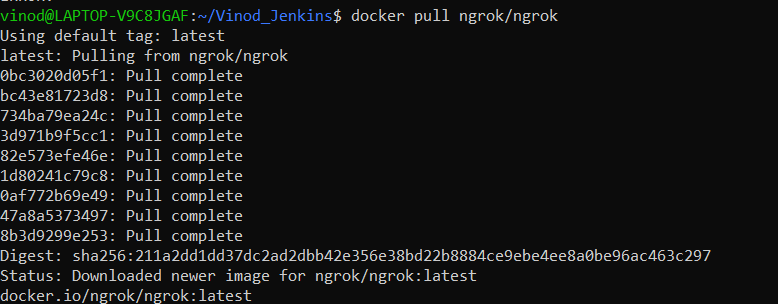 vinod@LAPTOP-V9C8JGAF:~/Vinod_Jenkins$ docker pull ngrok/ngrok
Using default tag: latest
latest: Pulling from ngrok/ngrok
0bc3020d05f1: Pull complete
bc43e81723d8: Pull complete
734ba79ea24c: Pull complete
3d971b9f5cc1: Pull complete
82e573efe46e: Pull complete
1d80241c79c8: Pull complete
0af772b69e49: Pull complete
47a8a5373497: Pull complete
8b3d9299e253: Pull complete
Digest: sha256:211a2dd1dd37dc2ad2dbb42e356e38bd22b8884ce9ebe4ee8a0be96ac463c297
Status: Downloaded newer image for ngrok/ngrok:latest
docker.io/ngrok/ngrok:latest